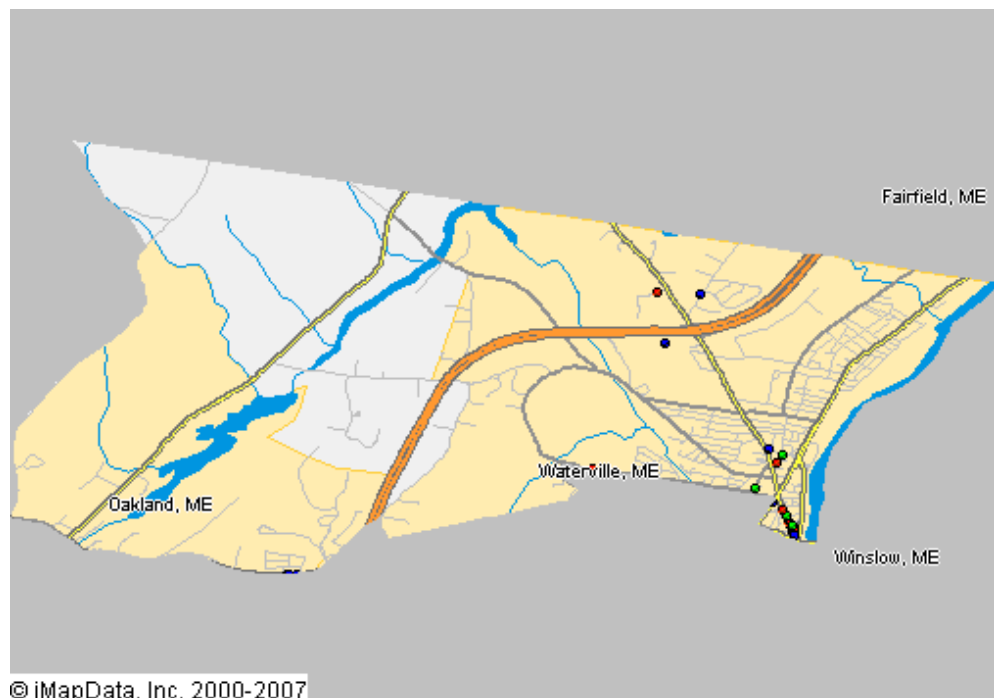 Fairfield, ME
Waterville, ME
Oakland, ME
Winslow, ME
© iMapData, Inc. 2000-2007